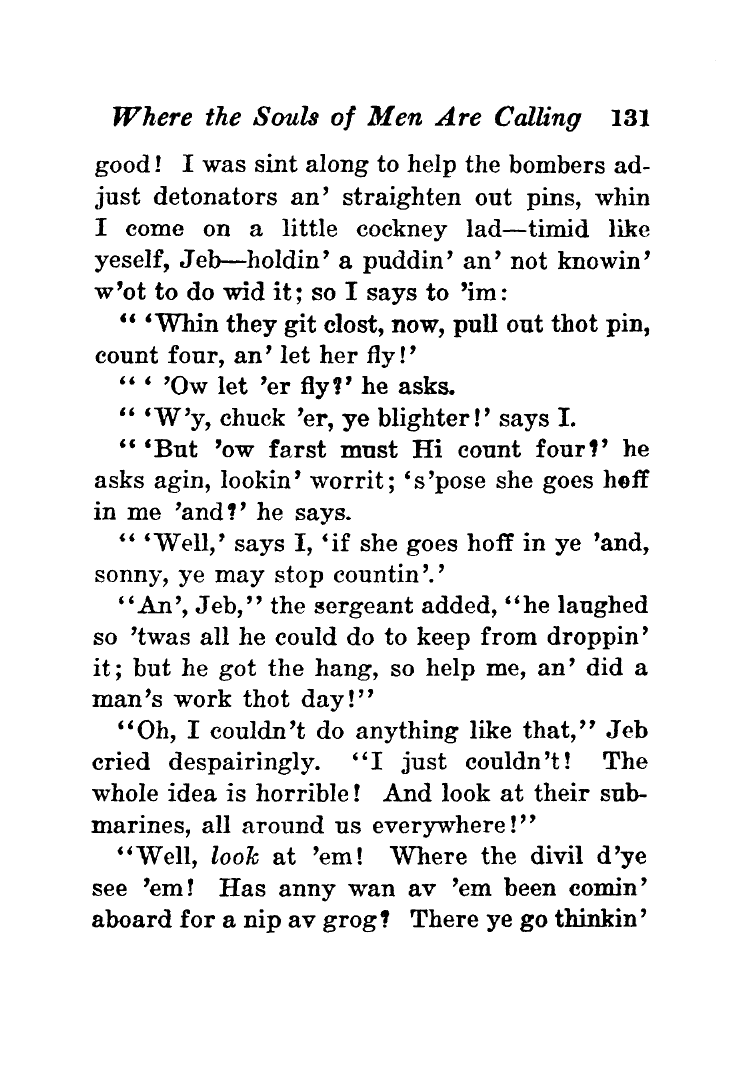 Where the Souls of Men Are Calling 131
good! I was sint along to help the bombers ad-
just detonators an' straighten out pins, whin
I come on a little cockney lad—timid like
yeself, Jeb—holdin' a puddin' an' not knowin'
w'ot to do wid it; so I says to 'im:
" 'Whin they git clost, now, pull out thot pin,
count four, an' let her fly!'
" ' 'Ow let 'er fly?' he asks.
" 'W'y, chuck 'er, ye blighter!' says I.
" 'But 'ow farst must Hi count four?' he
asks agin, lookin' worrit; 's'pose she goes hoff
in me 'and?' he says.
" 'Well,' says I, 'if she goes hoff in ye 'and,
sonny, ye may stop countin'.'
"An', Jeb," the sergeant added, "he laughed
so 'twas all he could do to keep from droppin'
it; but he got the hang, so help me, an' did a
man's work thot day!"
"Oh, I couldn't do anything like that," Jeb
cried despairingly. "I just couldn't! The
whole idea is horrible! And look at their sub-
marines, all around us everywhere!"
"Well, look at 'em! Where the divil d'ye
see 'em! Has anny wan av 'em been comin'
aboard for a nip av grog? There ye go thinkin'